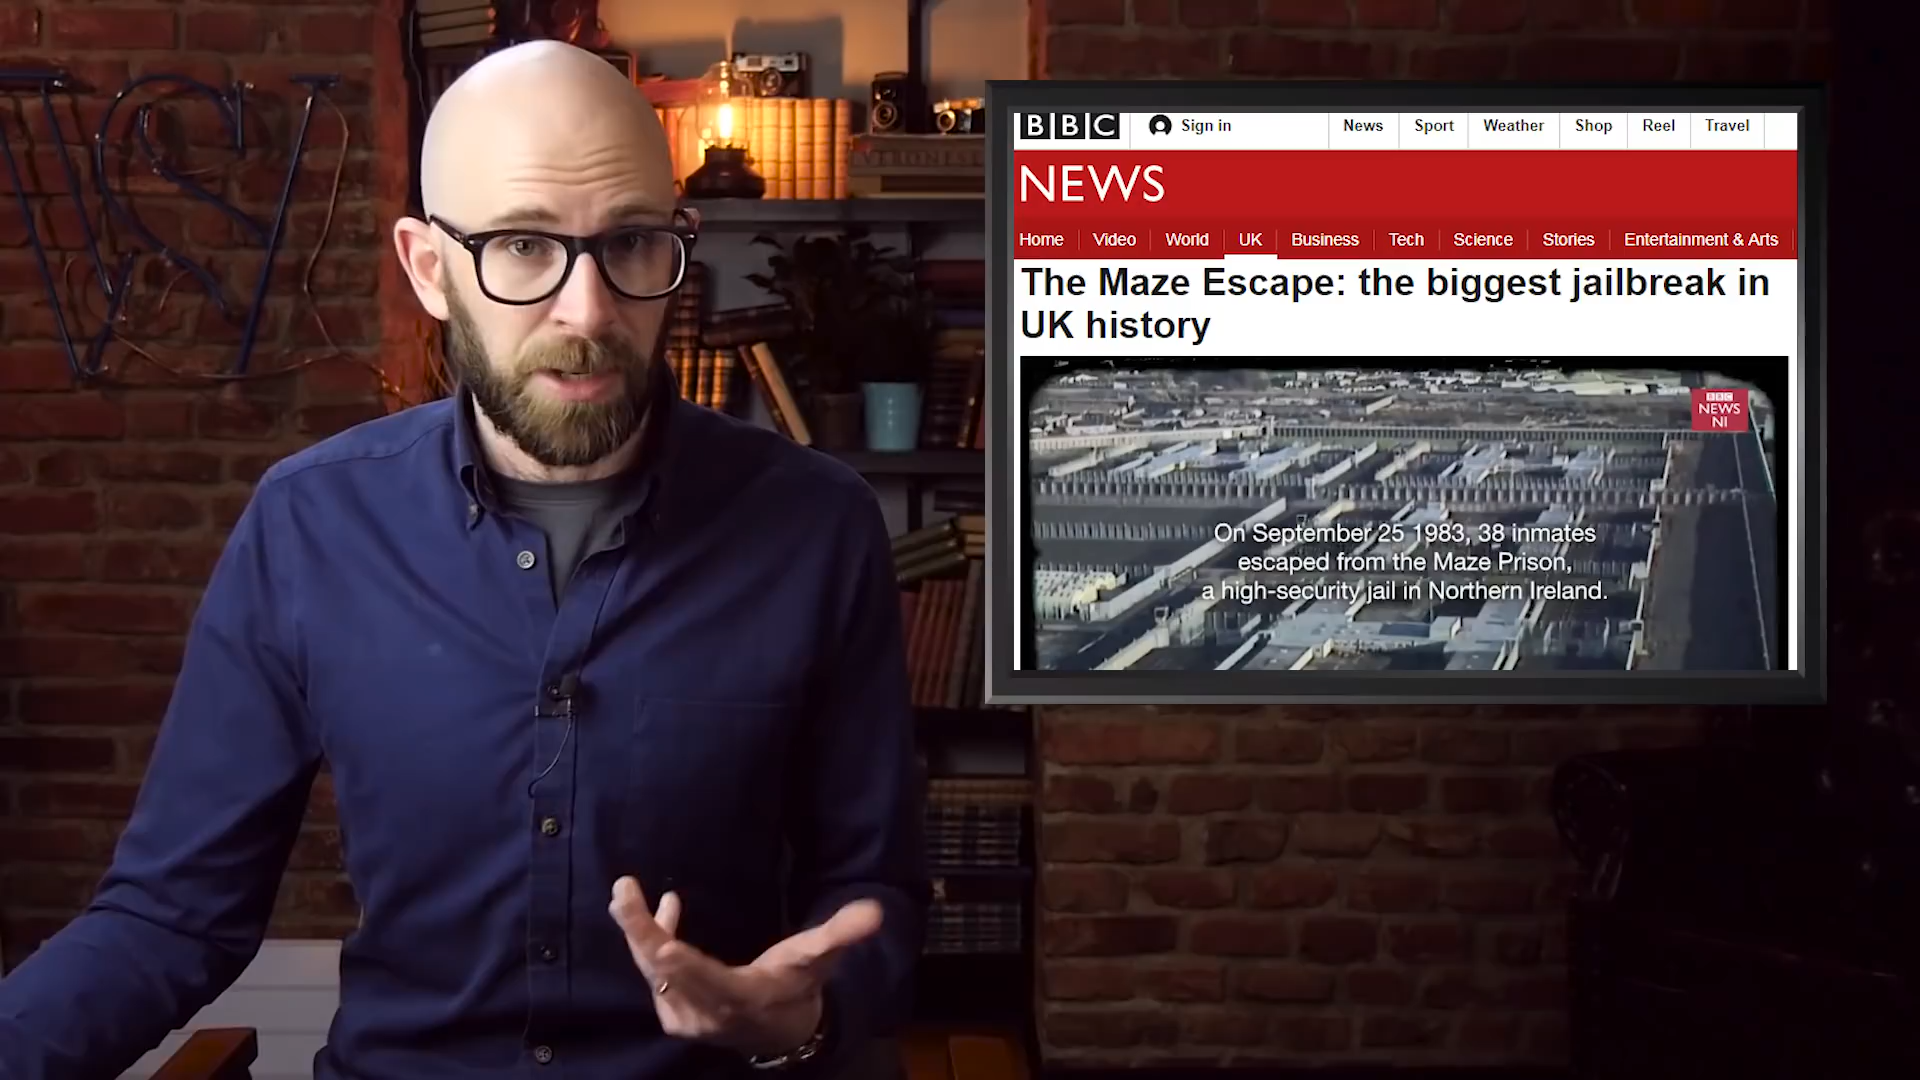 VS
VERONESE
BBC
Sign in
News
Sport
Weather
Shop
Reel
Travel
NEWS
Home
Video
World
UK
Business
Tech
Science
Stories
Entertainment & Arts
The Maze Escape: the biggest jailbreak in
UK history
BBC
NEWS
NI
On September 25 1983, 38 inmates
escaped from the Maze Prison,
a high-security jail in Northern Ireland.